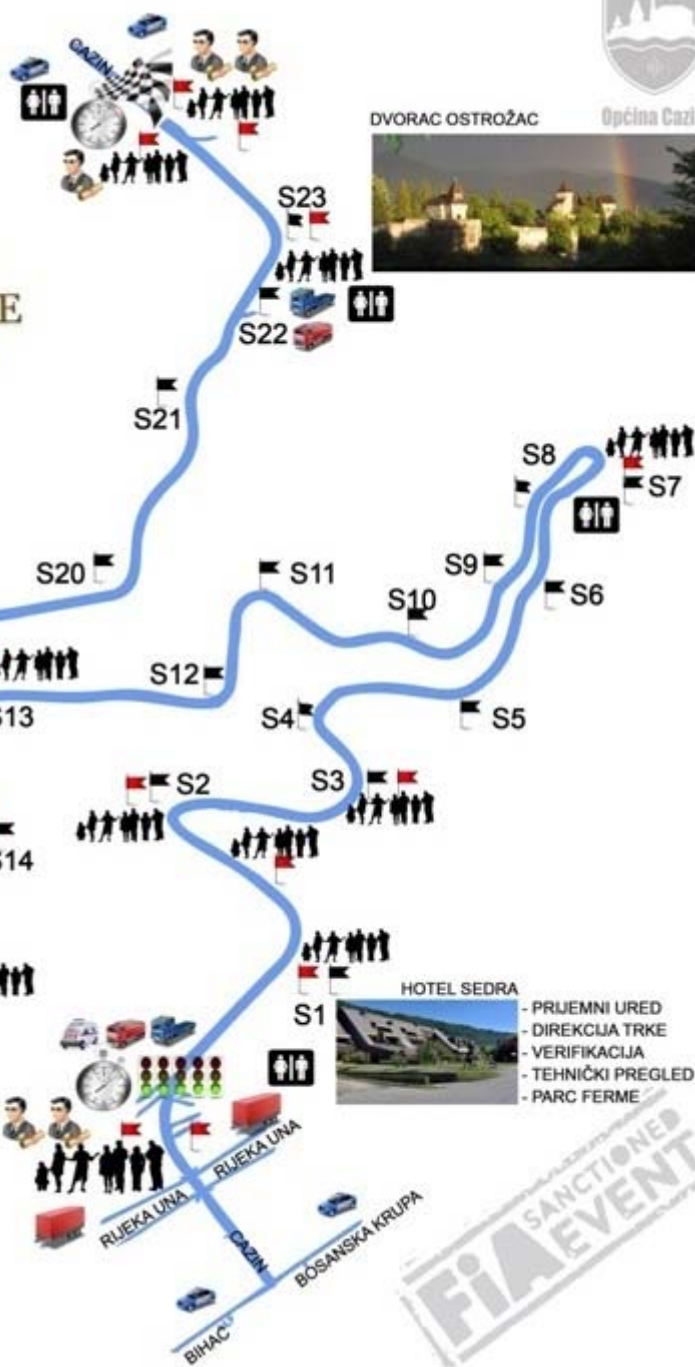 CAZIN
Općina Cazi
DVORAC OSTROŽAC
S23
E
S22
S21
S8
S7
S20
S11
S9
S6
S10
S12
S13
S4
S5
S2
S3
S14
S1
HOTEL SEDRA
- PRIJEMNI URED
- DIREKCIJA TRKE
- VERIFIKACIJA
- TEHNIČKI PREGLED
- PARC FERME
RIJEKA UNA
RIJEKA UNA
CAZIN
BOSANSKA KRUPA
BIHAĆ
FiA SANCTIONED
EVENT